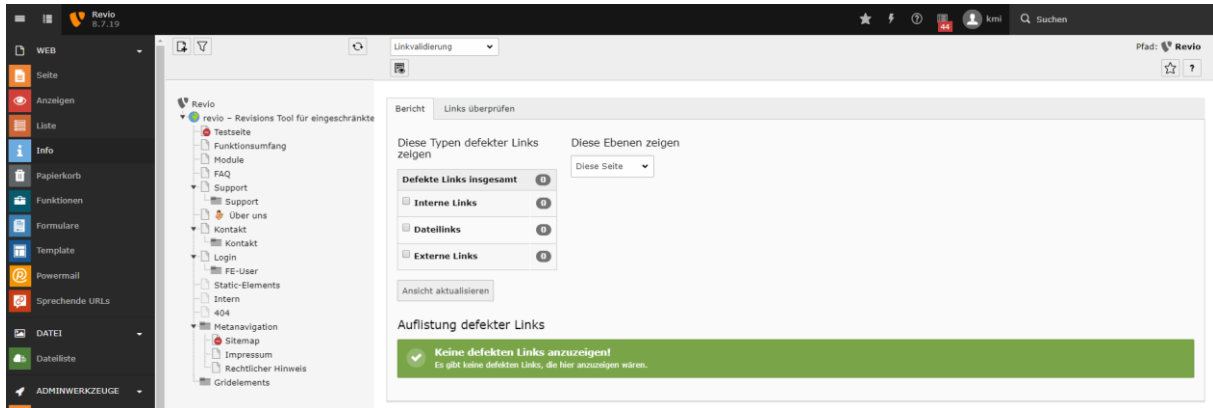 Revio
8.7.19
44
kmi
Suchen
WEB
Seite
Anzeigen
Liste
Info
Papierkorb
Funktionen
Formulare
Template
Powermail
Sprechende URLs
DATEI
Dateiliste
ADMINWERKZEUGE
Revio
revio – Revisions Tool für eingeschränkte
Testseite
Funktionsumfang
Module
FAQ
Support
Support
Über uns
Kontakt
Kontakt
Login
FE-User
Static-Elements
Intern
404
Metanavigation
Sitemap
Impressum
Rechtlicher Hinweis
Gridelements
Linkvalidierung
Pfad: Revio
?
Bericht Links überprüfen
Diese Typen defekter Links
zeigen
Defekte Links insgesamt 0
Interne Links 0
Dateilinks 0
Externe Links 0
Ansicht aktualisieren
Diese Ebenen zeigen
Diese Seite
Auflistung defekter Links
Keine defekten Links anzuzeigen!
Es gibt keine defekten Links, die hier anzuzeigen wären.